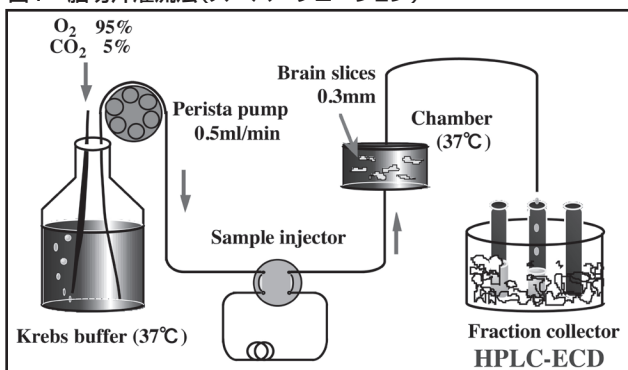 O₂ 95%
CO₂ 5%
Perista pump
0.5ml/min
Brain slices
0.3mm
Chamber
(37℃)
Sample injector
Krebs buffer (37℃)
Fraction collector
HPLC-ECD